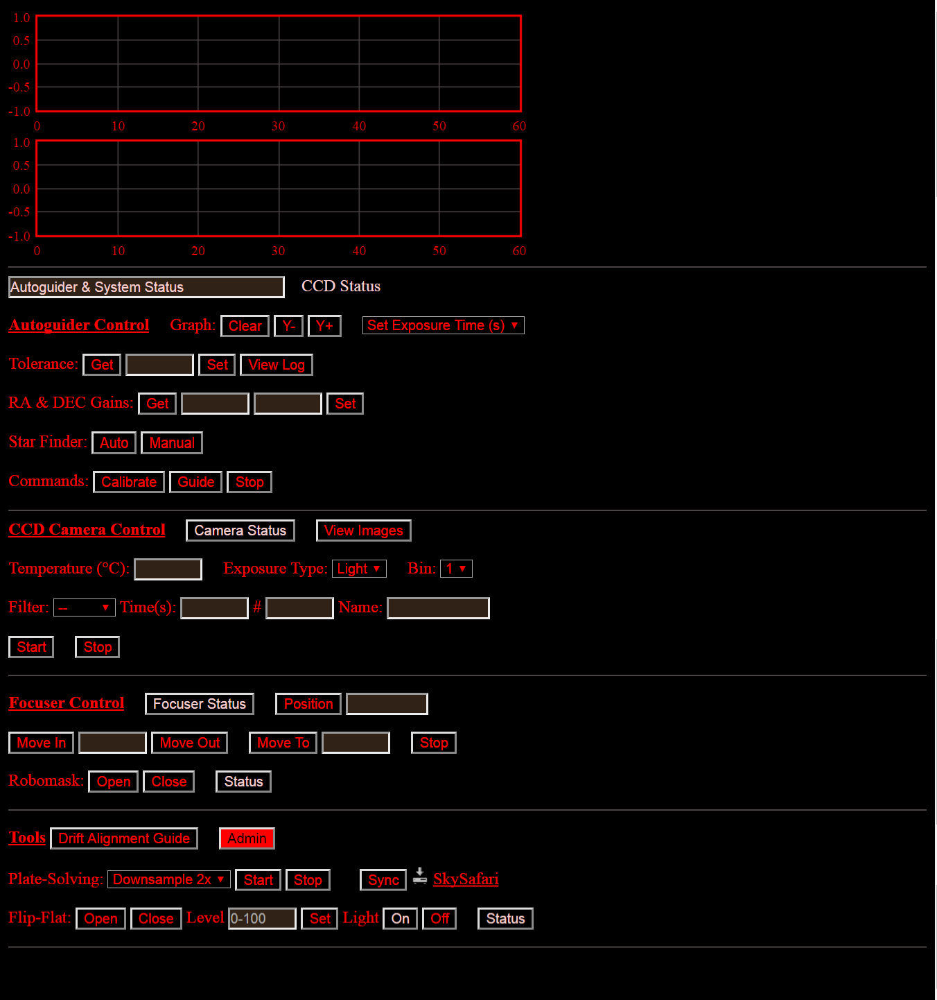 1.0
0.5
0.0
-0.5
-1.0
0 10 20 30 40 50 60
1.0
0.5
0.0
-0.5
-1.0
0 10 20 30 40 50 60
Autoguider & System Status CCD Status
Autoguider Control Graph: Clear Y- Y+ Set Exposure Time (s)
Tolerance: Get Set View Log
RA & DEC Gains: Get Set
Star Finder: Auto Manual
Commands: Calibrate Guide Stop
CCD Camera Control Camera Status View Images
Temperature (°C): Exposure Type: Light Bin: 1
Filter: -- Time(s): # Name:
Start Stop
Focuser Control Focuser Status Position
Move In Move Out Move To Stop
Robomask: Open Close Status
Tools Drift Alignment Guide Admin
Plate-Solving: Downsample 2x Start Stop Sync SkySafari
Flip-Flat: Open Close Level 0-100 Set Light On Off Status